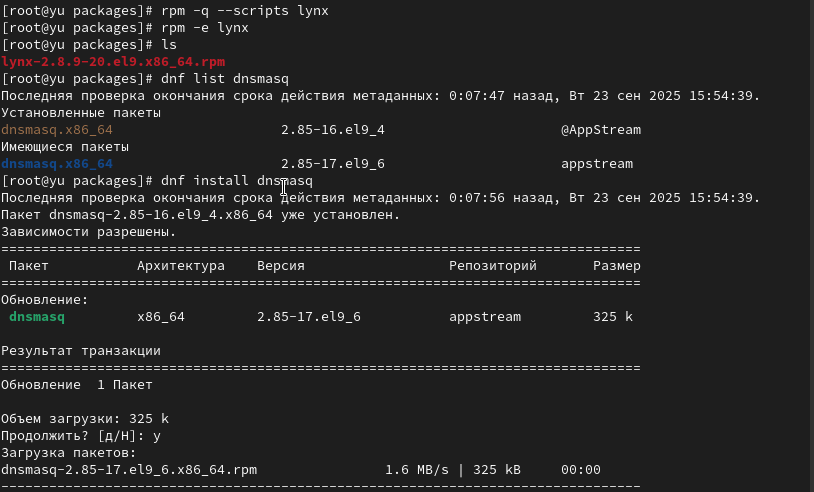 [root@yu packages]# rpm -q --scripts lynx
[root@yu packages]# rpm -e lynx
[root@yu packages]# ls
lynx-2.8.9-20.el9.x86_64.rpm
[root@yu packages]# dnf list dnsmasq
Последняя проверка окончания срока действия метаданных: 0:07:47 назад, Вт 23 сен 2025 15:54:39.
Установленные пакеты
dnsmasq.x86_64 2.85-16.el9_4 @AppStream
Имеющиеся пакеты
dnsmasq.x86_64 2.85-17.el9_6 appstream
[root@yu packages]# dnf install dnsmasq
Последняя проверка окончания срока действия метаданных: 0:07:56 назад, Вт 23 сен 2025 15:54:39.
Пакет dnsmasq-2.85-16.el9_4.x86_64 уже установлен.
Зависимости разрешены.
================================================================================
Пакет Архитектура Версия Репозиторий Размер
================================================================================
Обновление:
dnsmasq x86_64 2.85-17.el9_6 appstream 325 k
Результат транзакции
================================================================================
Обновление 1 Пакет
Объем загрузки: 325 k
Продолжить? [д/Н]: y
Загрузка пакетов:
dnsmasq-2.85-17.el9_6.x86_64.rpm 1.6 MB/s | 325 kB 00:00
--------------------------------------------------------------------------------